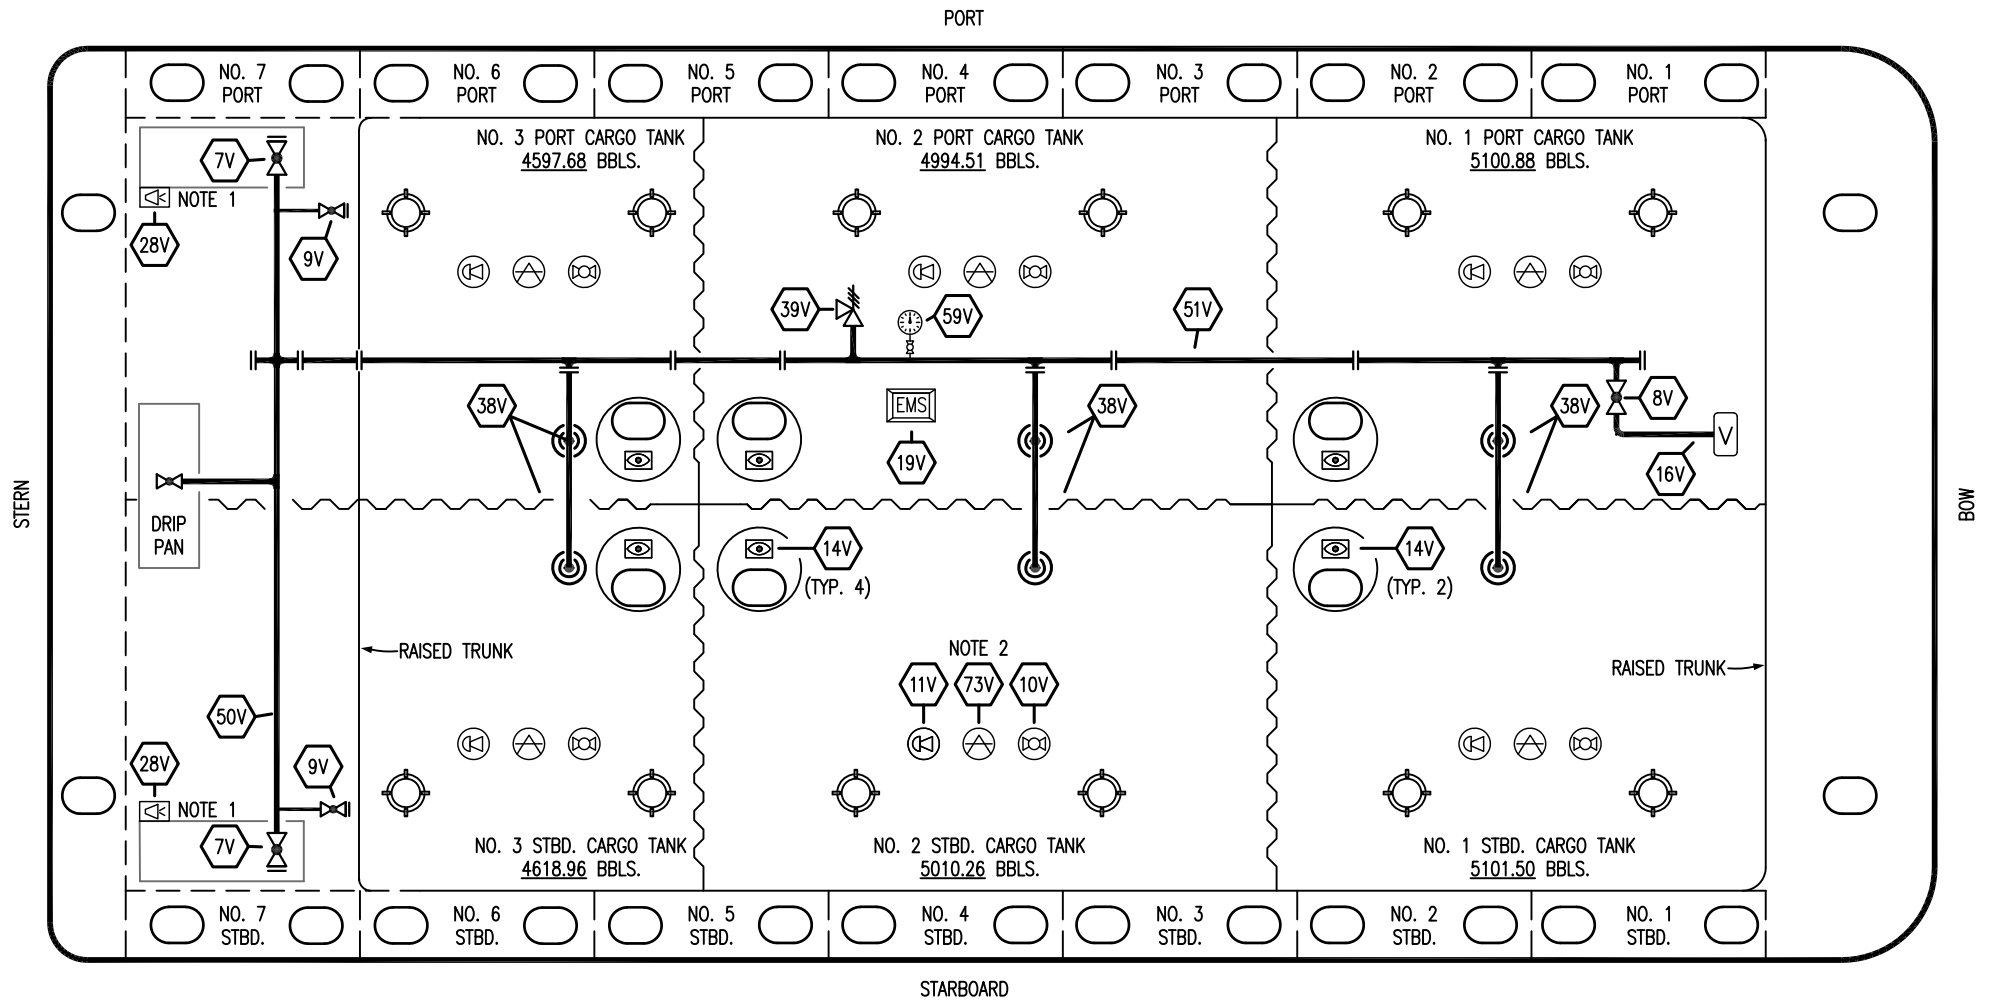 PORT
NO. 7
PORT
NO. 6
PORT
NO. 5
PORT
NO. 4
PORT
NO. 3
PORT
NO. 2
PORT
NO. 1
PORT
NO. 3 PORT CARGO TANK
4597.68 BBLS.
NO. 2 PORT CARGO TANK
4994.51 BBLS.
NO. 1 PORT CARGO TANK
5100.88 BBLS.
7V
NOTE 1
28V
9V
39V
59V
51V
38V
EMS
19V
38V
38V
8V
V
16V
STERN
BOW
DRIP
PAN
14V
(TYP. 4)
14V
(TYP. 2)
RAISED TRUNK
NOTE 2
11V
73V
10V
RAISED TRUNK
50V
28V
9V
NOTE 1
7V
NO. 3 STBD. CARGO TANK
4618.96 BBLS.
NO. 2 STBD. CARGO TANK
5010.26 BBLS.
NO. 1 STBD. CARGO TANK
5101.50 BBLS.
NO. 7
STBD.
NO. 6
STBD.
NO. 5
STBD.
NO. 4
STBD.
NO. 3
STBD.
NO. 2
STBD.
NO. 1
STBD.
STARBOARD